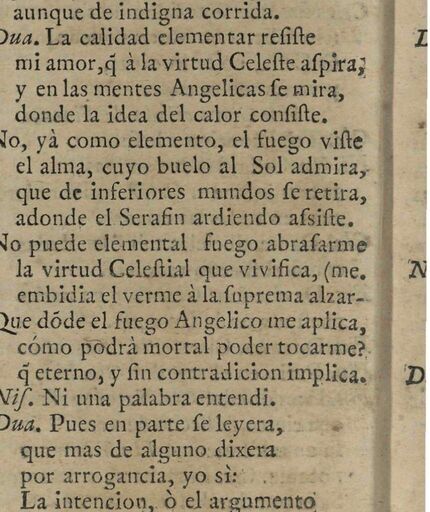 aunque de indigna corrida.
Dua. La calidad elementar reſiſte
mi amor,q̃ à la virtud Celeſte aſpira;
y en las mentes Angelicas ſe mira,
donde la idea del calor conſiſte.
No, yà como elemento, el fuego viſte
el alma, cuyo buelo al Sol admira,
que de inferiores mundos ſe retira,
adonde el Serafin ardiendo aſsiſte.
No puede elemental fuego abraſarme
la virtud Celeſtial que vivifica, (me.
embidia el verme à la ſuprema alzar-
Que dõde el fuego Angelico me aplica,
cómo podrà mortal poder tocarme?
q̃ eterno, y ſin contradicion implica.
Niſ. Ni una palabra entendi.
Dua. Pues en parte ſe leyera,
que mas de alguno dixera
por arrogancia, yo sì:
La intencion, ò el argumento
D
N
D